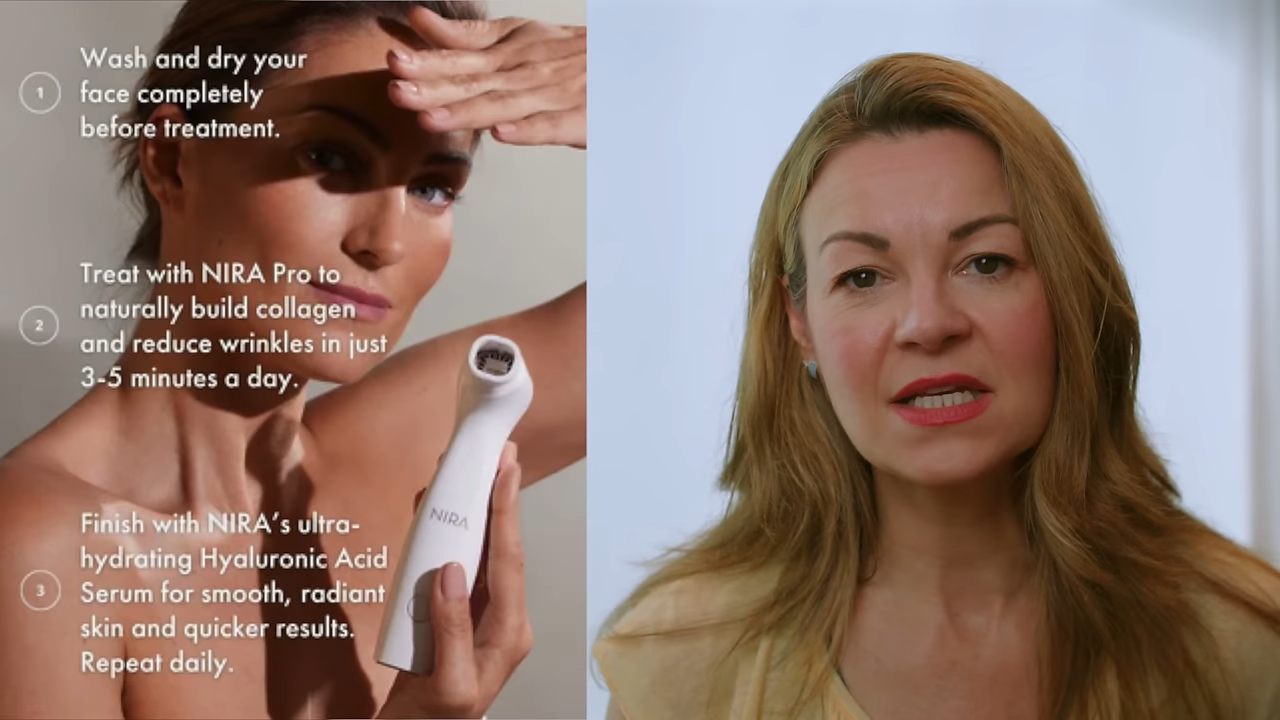 1
Wash and dry your
face completely
before treatment.
2
Treat with NIRA Pro to
naturally build collagen
and reduce wrinkles in just
3-5 minutes a day.
NIRA
3
Finish with NIRA's ultra-
hydrating Hyaluronic Acid
Serum for smooth, radiant
skin and quicker results.
Repeat daily.